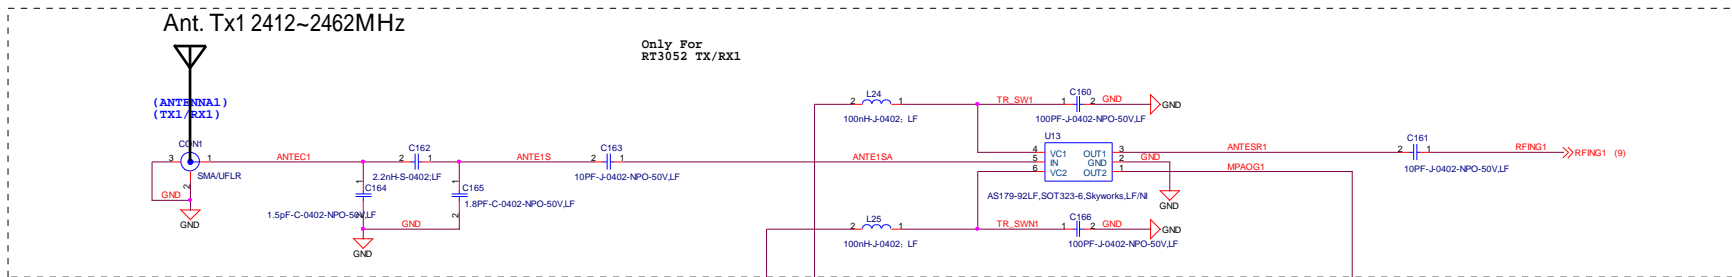 Ant. Tx1 2412~2462MHz
Only For
RT3052 TX/RX1
(ANTENNA1)
(TX1/RX1)
CON1
3
1
2
SMA/UFLR
GND
GND
ANTEC1
C162
2
1
2.2nH-S-0402;LF
C164
1
2
1.5pF-C-0402-NPO-50V,LF
C165
1
2
1.8PF-C-0402-NPO-50V,LF
GND
GND
ANTE1S
C163
2
1
10PF-J-0402-NPO-50V,LF
ANTE1SA
L24
2
1
100nH-J-0402; LF
TR_SW1
C160
1
2
GND
GND
100PF-J-0402-NPO-50V,LF
U13
4
VC1
OUT1
3
5
IN
GND
2
6
VC2
OUT2
1
AS179-92LF,SOT323-6,Skyworks,LF/NI
GND
GND
ANTESR1
MPAOG1
C161
2
1
10PF-J-0402-NPO-50V,LF
RFING1
RFING1 (9)
L25
2
1
100nH-J-0402; LF
TR_SWN1
C166
1
2
GND
GND
100PF-J-0402-NPO-50V,LF